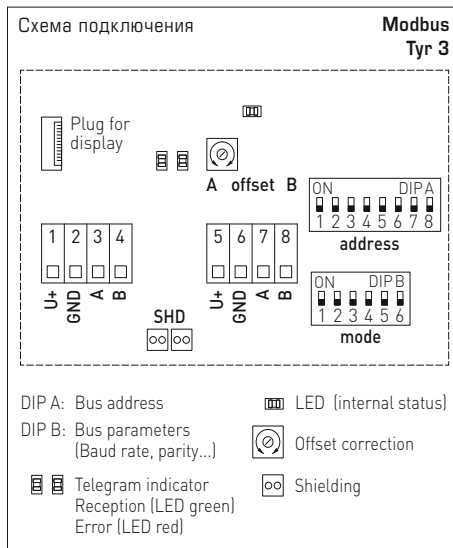 Схема подключения
Modbus
Tyr 3
Plug for
display
A offset B
ON DIP A
1 2 3 4 5 6 7 8
address
1 2 3 4
U+ GND A B
SHD
5 6 7 8
U+ GND A B
ON DIP B
1 2 3 4 5 6
mode
DIP A: Bus address
DIP B: Bus parameters
(Baud rate, parity...)
Telegram indicator
Reception (LED green)
Error (LED red)
LED (internal status)
Offset correction
Shielding